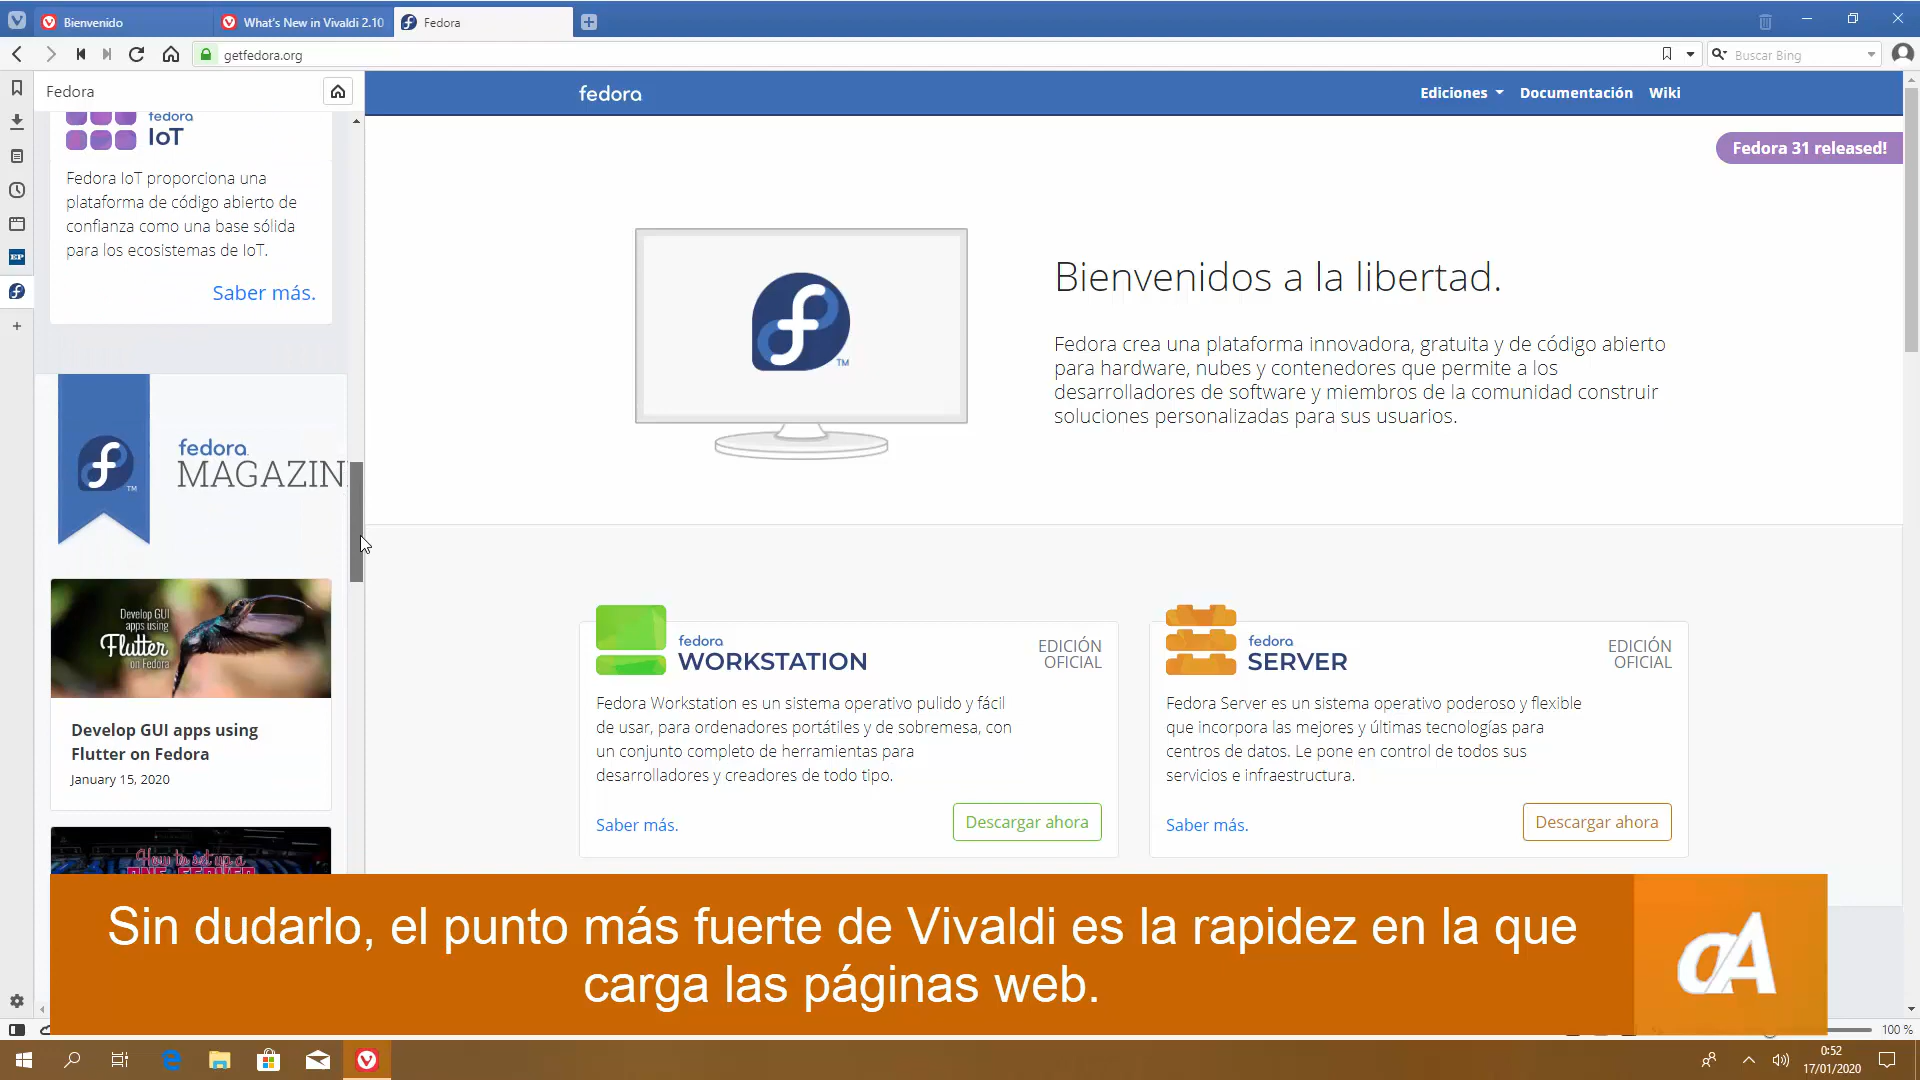 Bienvenido
What's New in Vivaldi 2.10
Fedora
getfedora.org
Buscar Bing
Fedora
fedora
IoT
Fedora IoT proporciona una
plataforma de código abierto de
confianza como una base sólida
para los ecosistemas de IoT.
Saber más.
fedora
MAGAZIN
Develop GUI
apps using
Flutter
on Fedora
Develop GUI apps using
Flutter on Fedora
January 15, 2020
How to set up a
fedora
Ediciones
Documentación
Wiki
Fedora 31 released!
TM
Bienvenidos a la libertad.
Fedora crea una plataforma innovadora, gratuita y de código abierto
para hardware, nubes y contenedores que permite a los
desarrolladores de software y miembros de la comunidad construir
soluciones personalizadas para sus usuarios.
fedora
WORKSTATION
EDICIÓN
OFICIAL
Fedora Workstation es un sistema operativo pulido y fácil
de usar, para ordenadores portátiles y de sobremesa, con
un conjunto completo de herramientas para
desarrolladores y creadores de todo tipo.
Saber más.
Descargar ahora
fedora
SERVER
EDICIÓN
OFICIAL
Fedora Server es un sistema operativo poderoso y flexible
que incorpora las mejores y últimas tecnologías para
centros de datos. Le pone en control de todos sus
servicios e infraestructura.
Saber más.
Descargar ahora
Sin dudarlo, el punto más fuerte de Vivaldi es la rapidez en la que
carga las páginas web.
100 %
0:52
17/01/2020